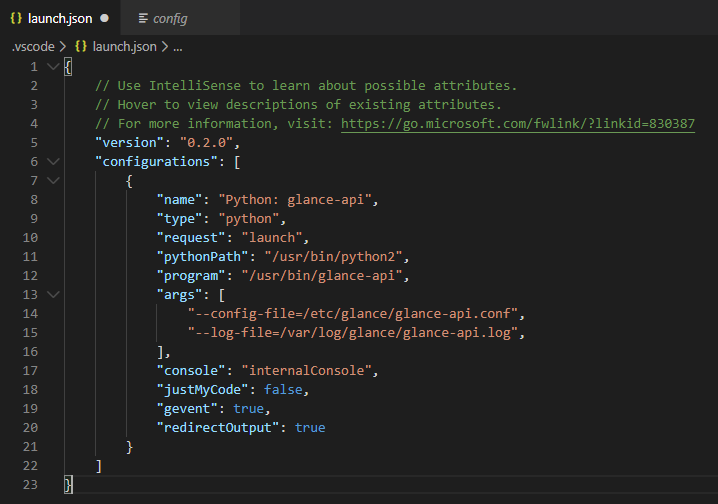 {} launch.json ● config
.vscode > {} launch.json > ...
1 {
2 // Use IntelliSense to learn about possible attributes.
3 // Hover to view descriptions of existing attributes.
4 // For more information, visit: https://go.microsoft.com/fwlink/?linkid=830387
5 "version": "0.2.0",
6 "configurations": [
7 {
8 "name": "Python: glance-api",
9 "type": "python",
10 "request": "launch",
11 "pythonPath": "/usr/bin/python2",
12 "program": "/usr/bin/glance-api",
13 "args": [
14 "--config-file=/etc/glance/glance-api.conf",
15 "--log-file=/var/log/glance/glance-api.log",
16 ],
17 "console": "internalConsole",
18 "justMyCode": false,
19 "gevent": true,
20 "redirectOutput": true
21 }
22 ]
23 }